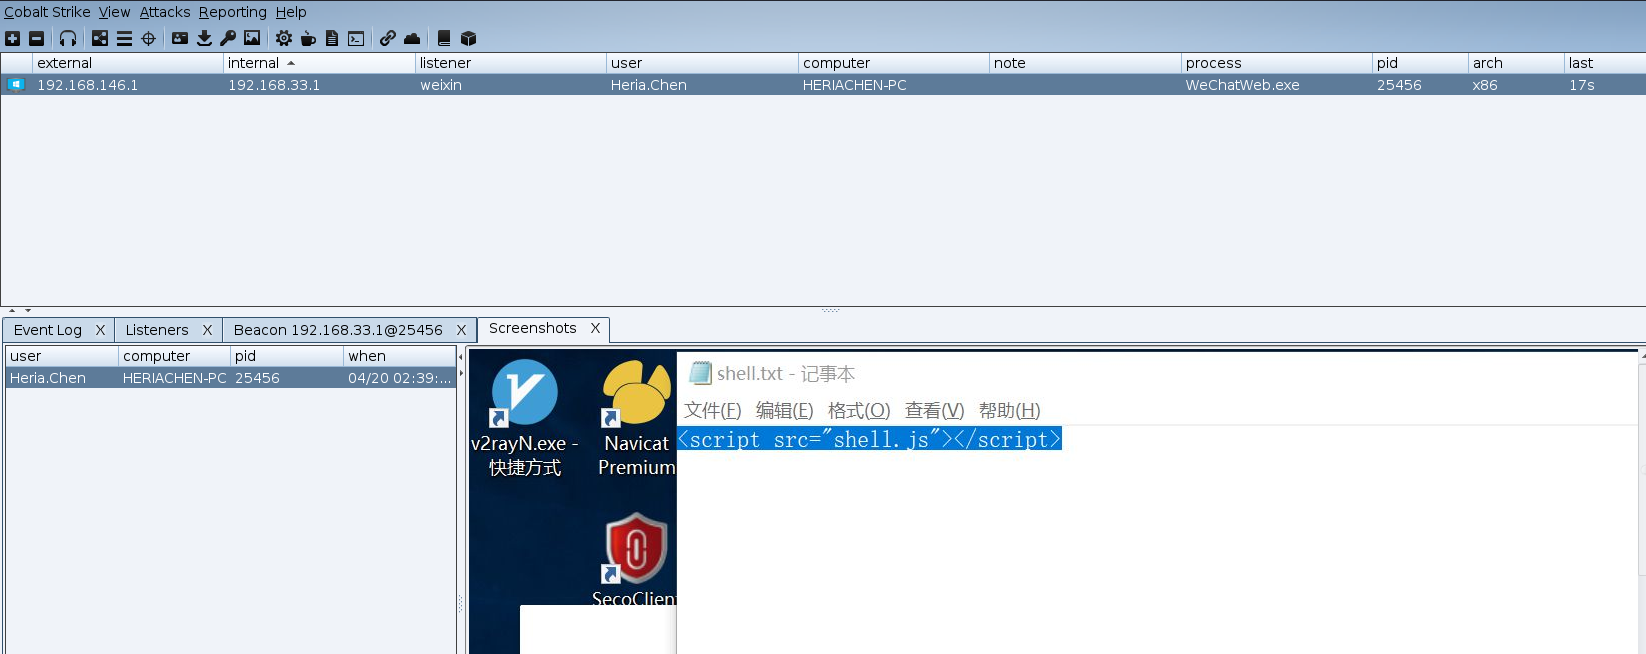 Cobalt Strike View Attacks Reporting Help
external internal listener user computer note process pid arch last
192.168.146.1 192.168.33.1 weixin Heria.Chen HERIACHEN-PC WeChatWeb.exe 25456 x86 17s
Event Log X Listeners X Beacon 192.168.33.1@25456 X Screenshots X
user computer pid when
Heria.Chen HERIACHEN-PC 25456 04/20 02:39:...
shell.txt - 记事本
文件(F) 编辑(E) 格式(O) 查看(V) 帮助(H)
<script src="shell.js"></script>
v2rayN.exe -
快捷方式
Navicat
Premium
SecoClien